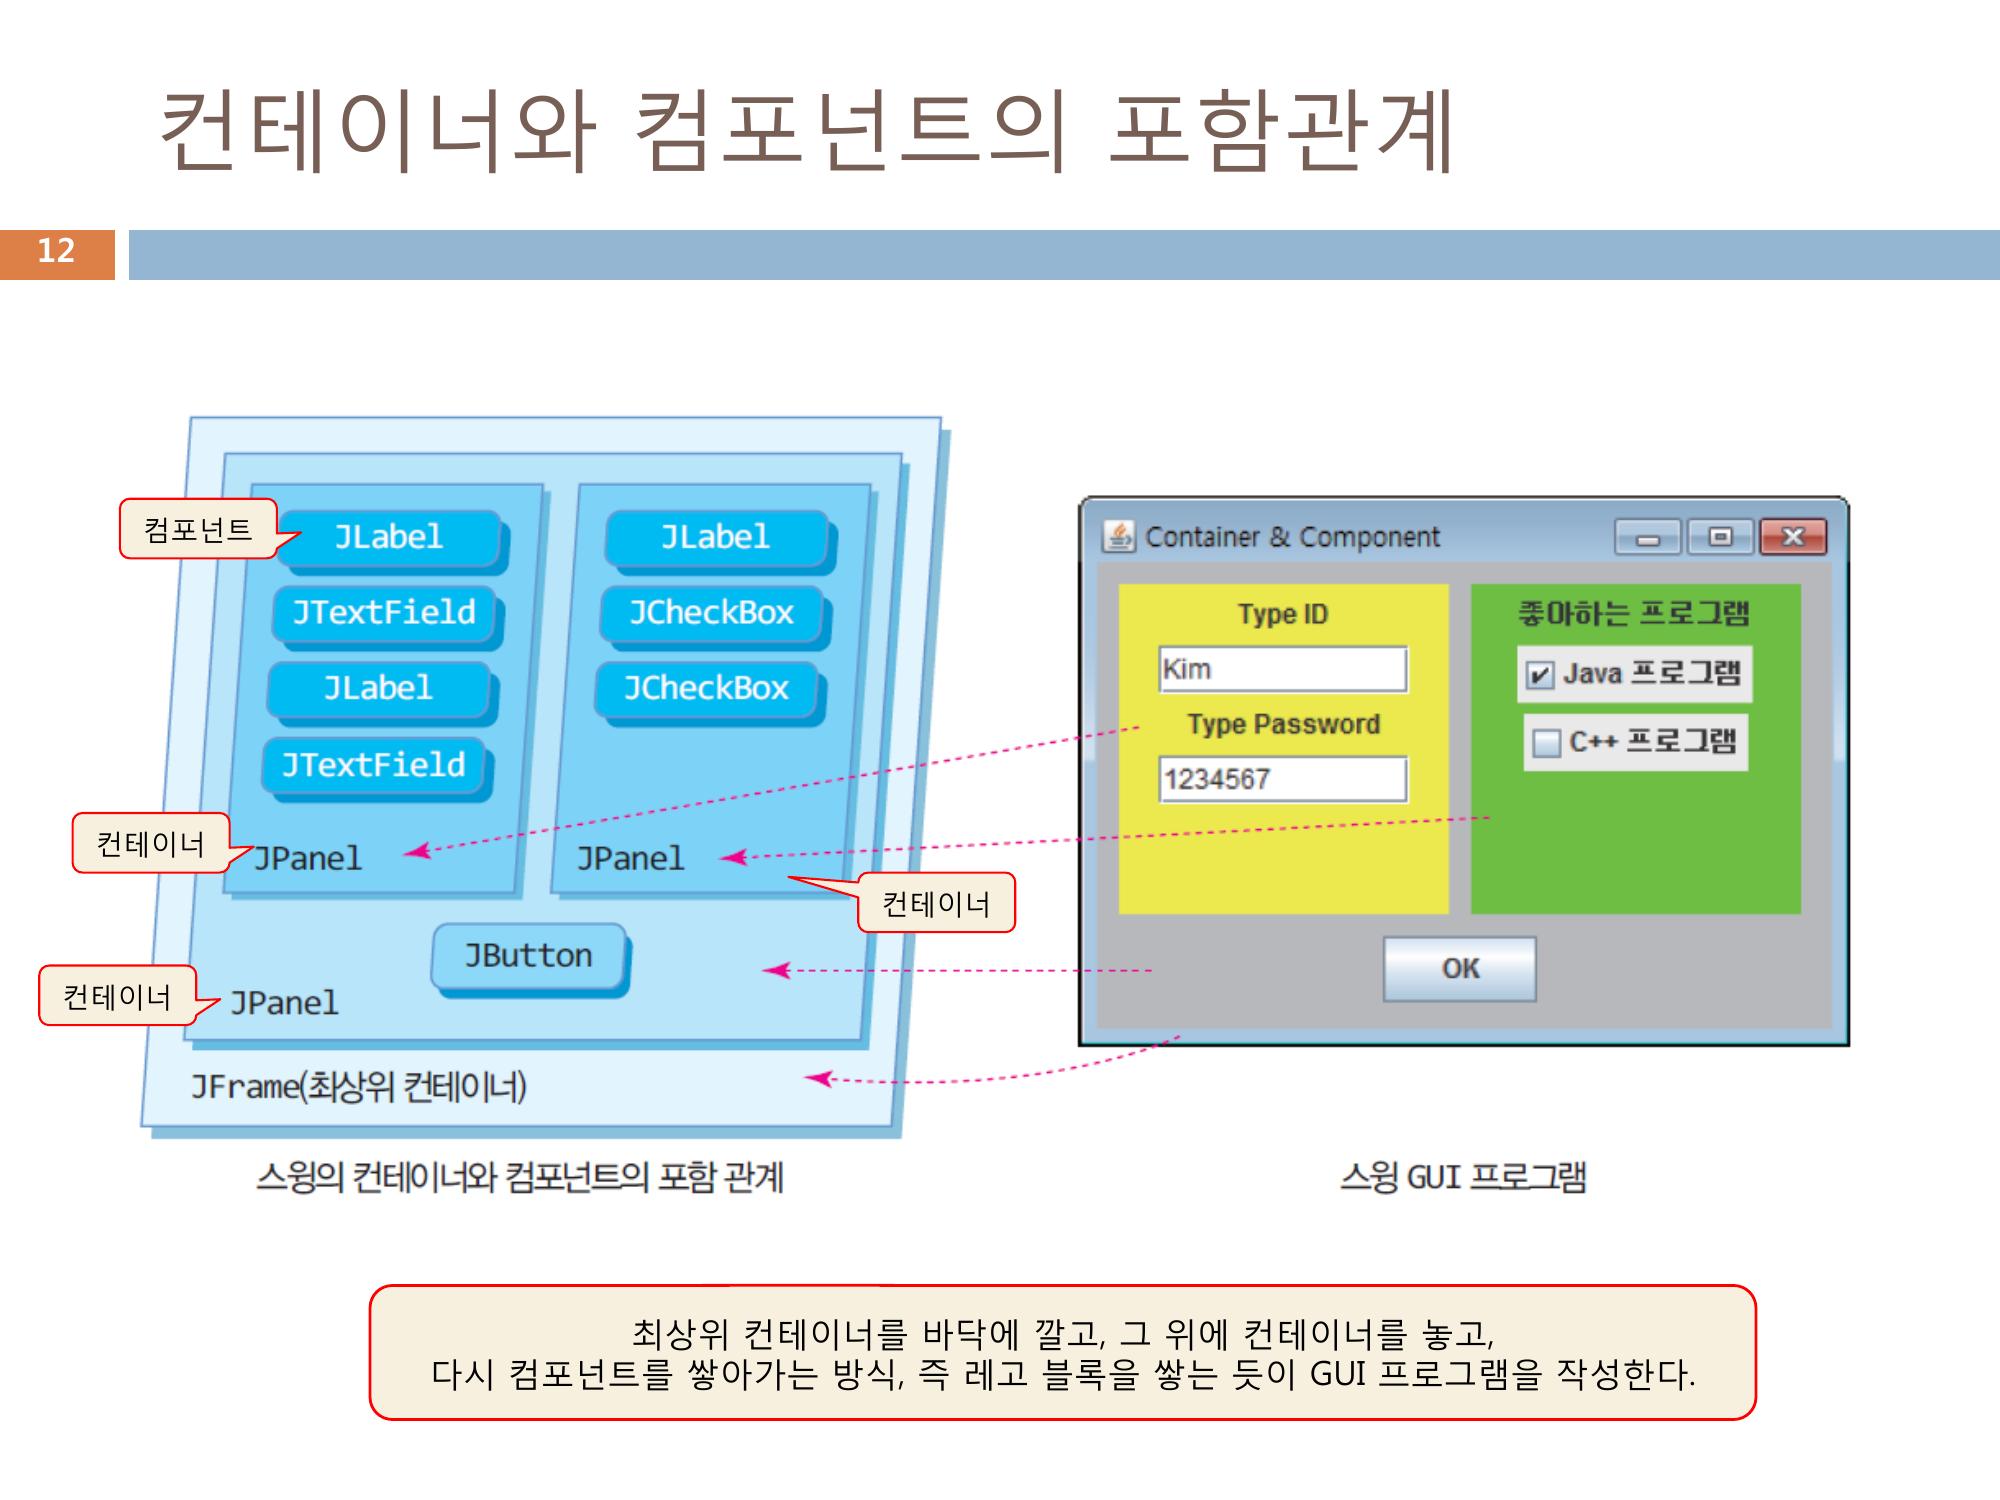 컨테이너와 컴포넌트의 포함관계
12
컴포넌트
JLabel
JTextField
JLabel
JTextField
컨테이너
JPanel
JLabel
JCheckBox
JCheckBox
JPanel
컨테이너
JButton
컨테이너
JPanel
JFrame(최상위 컨테이너)
스윙의 컨테이너와 컴포넌트의 포함 관계
Container & Component
Type ID
Kim
Type Password
1234567
좋아하는 프로그램
Java 프로그램
C++ 프로그램
OK
스윙 GUI 프로그램
최상위 컨테이너를 바닥에 깔고, 그 위에 컨테이너를 놓고,
다시 컴포넌트를 쌓아가는 방식, 즉 레고 블록을 쌓는 듯이 GUI 프로그램을 작성한다.